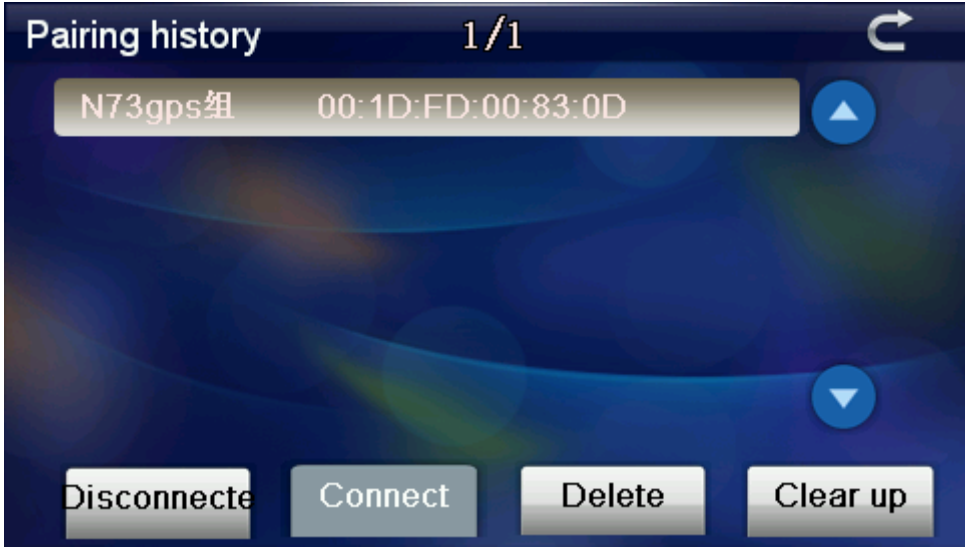 Pairing history 1/1
N73gps组 00:1D:FD:00:83:0D
Disconnecte Connect Delete Clear up